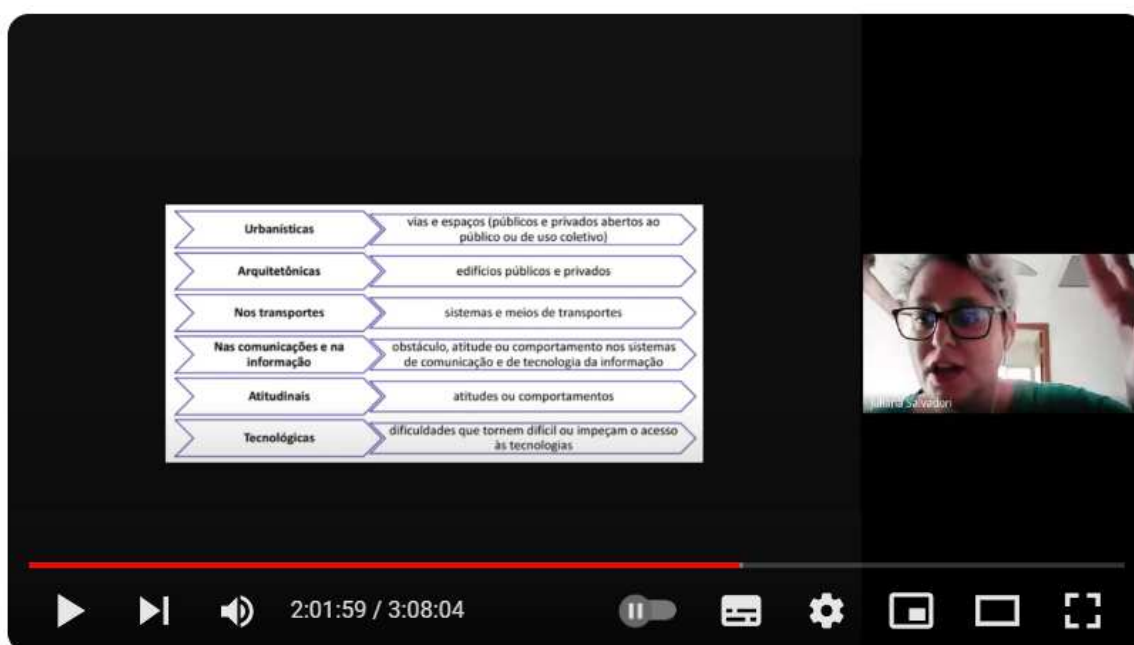 Urbanísticas
vias e espaços (públicos e privados abertos ao
público ou de uso coletivo)
Arquitetônicas
edifícios públicos e privados
Nos transportes
sistemas e meios de transportes
Nas comunicações e na
informação
obstáculo, atitude ou comportamento nos sistemas
de comunicação e de tecnologia da informação
Atitudinais
atitudes ou comportamentos
Tecnológicas
dificuldades que tornem difícil ou impeçam o acesso
às tecnologias
Juliana Salvadori
2:01:59 / 3:08:04